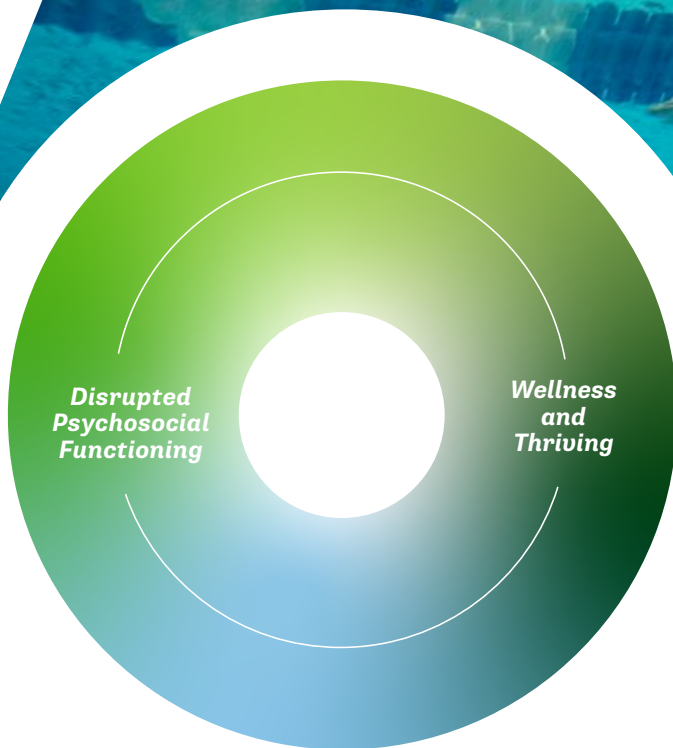 Disrupted
Psychosocial
Functioning
Wellness
and
Thriving